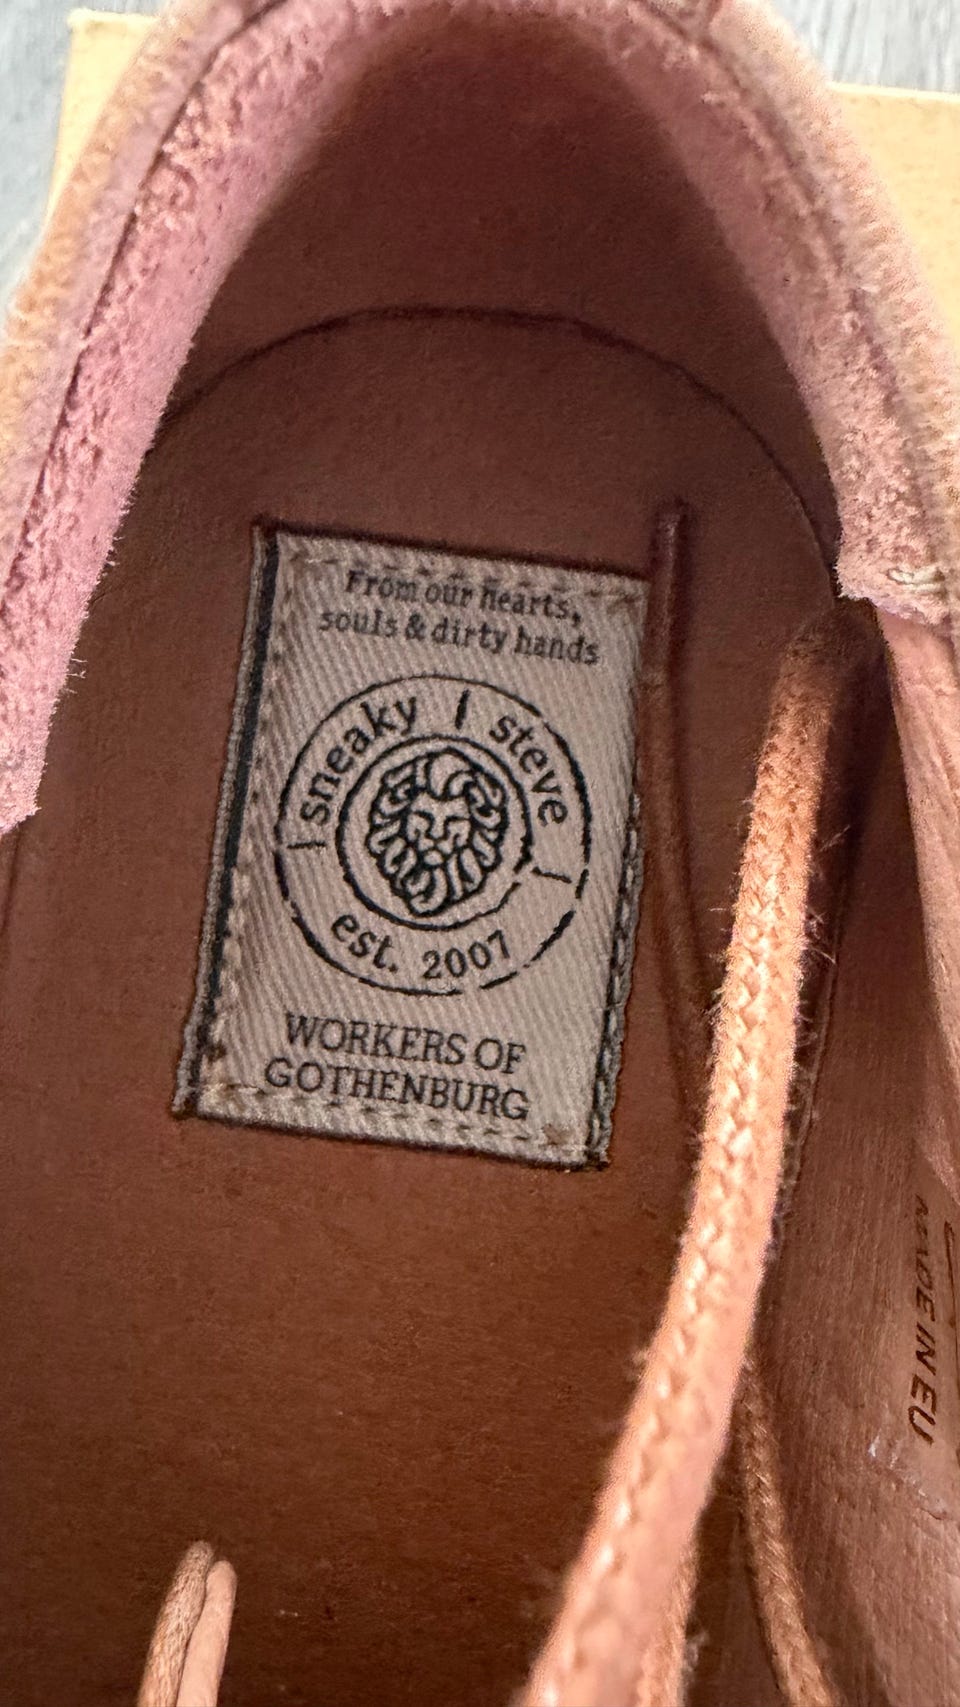 From our hearts,
souls & dirty hands
sneaky | steve
est. 2007
WORKERS OF
GOTHENBURG
MADE IN EU